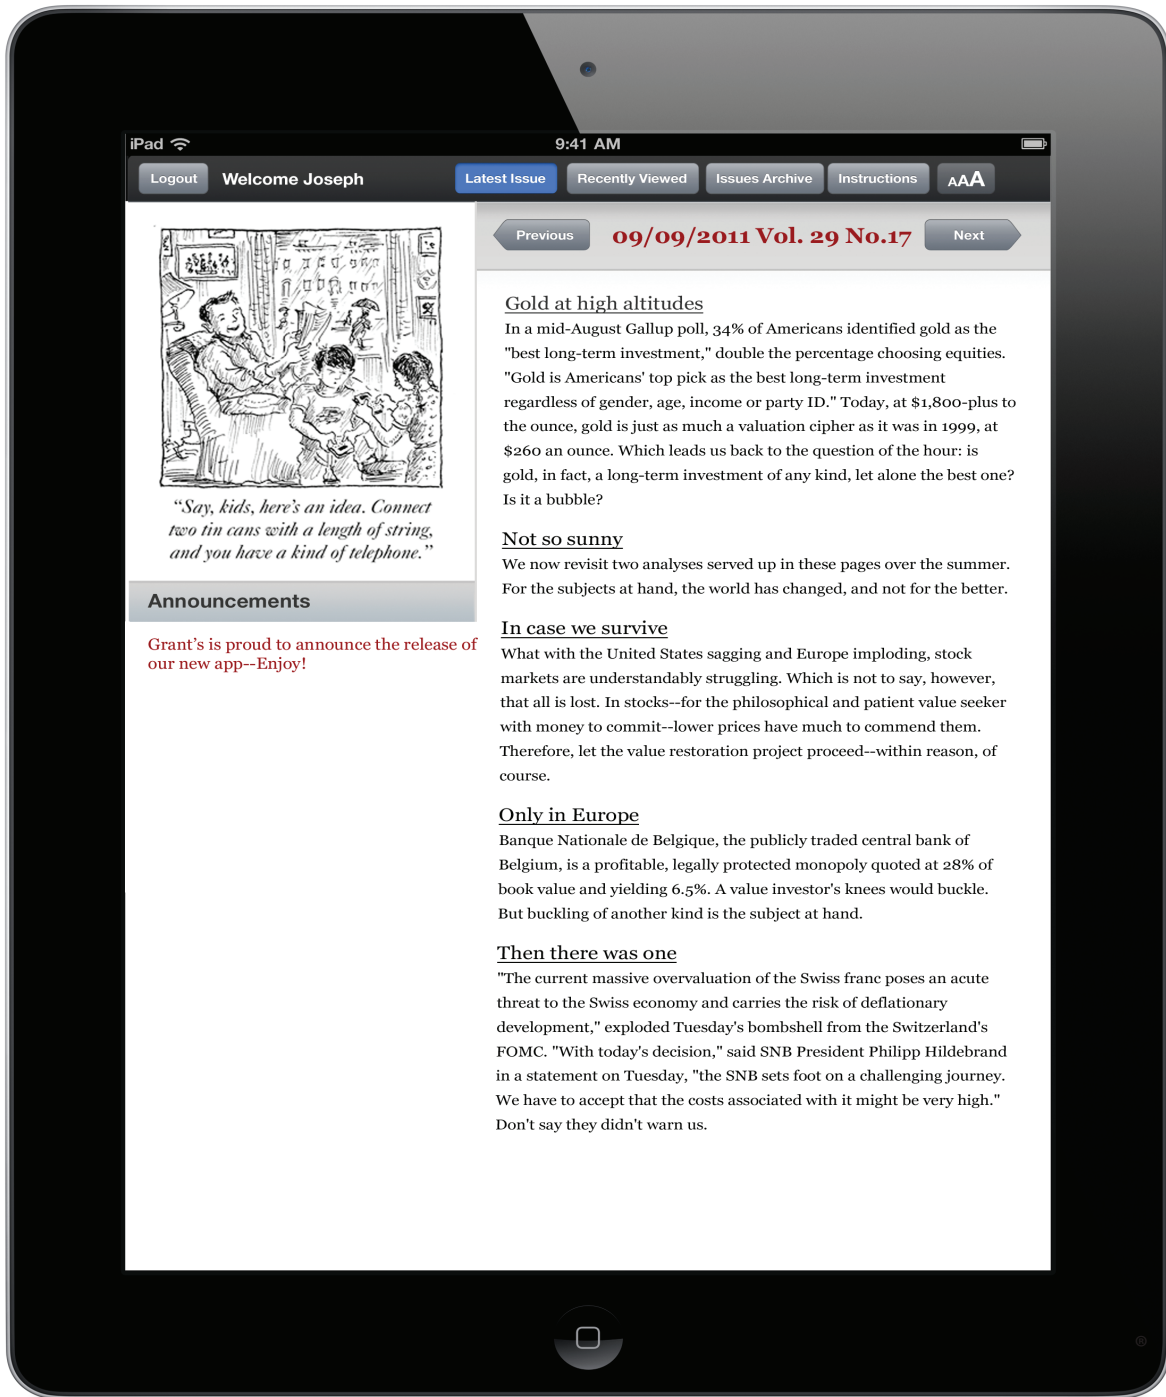 iPad
9:41 AM
Logout
Welcome Joseph
Latest Issue
Recently Viewed
Issues Archive
Instructions
AAA
“Say, kids, here’s an idea. Connect
two tin cans with a length of string,
and you have a kind of telephone.”
Announcements
Grant’s is proud to announce the release of
our new app--Enjoy!
Previous
09/09/2011 Vol. 29 No.17
Next
Gold at high altitudes
In a mid-August Gallup poll, 34% of Americans identified gold as the
"best long-term investment," double the percentage choosing equities.
"Gold is Americans' top pick as the best long-term investment
regardless of gender, age, income or party ID." Today, at $1,800-plus to
the ounce, gold is just as much a valuation cipher as it was in 1999, at
$260 an ounce. Which leads us back to the question of the hour: is
gold, in fact, a long-term investment of any kind, let alone the best one?
Is it a bubble?
Not so sunny
We now revisit two analyses served up in these pages over the summer.
For the subjects at hand, the world has changed, and not for the better.
In case we survive
What with the United States sagging and Europe imploding, stock
markets are understandably struggling. Which is not to say, however,
that all is lost. In stocks--for the philosophical and patient value seeker
with money to commit--lower prices have much to commend them.
Therefore, let the value restoration project proceed--within reason, of
course.
Only in Europe
Banque Nationale de Belgique, the publicly traded central bank of
Belgium, is a profitable, legally protected monopoly quoted at 28% of
book value and yielding 6.5%. A value investor's knees would buckle.
But buckling of another kind is the subject at hand.
Then there was one
"The current massive overvaluation of the Swiss franc poses an acute
threat to the Swiss economy and carries the risk of deflationary
development," exploded Tuesday's bombshell from the Switzerland's
FOMC. "With today's decision," said SNB President Philipp Hildebrand
in a statement on Tuesday, "the SNB sets foot on a challenging journey.
We have to accept that the costs associated with it might be very high."
Don't say they didn't warn us.
®